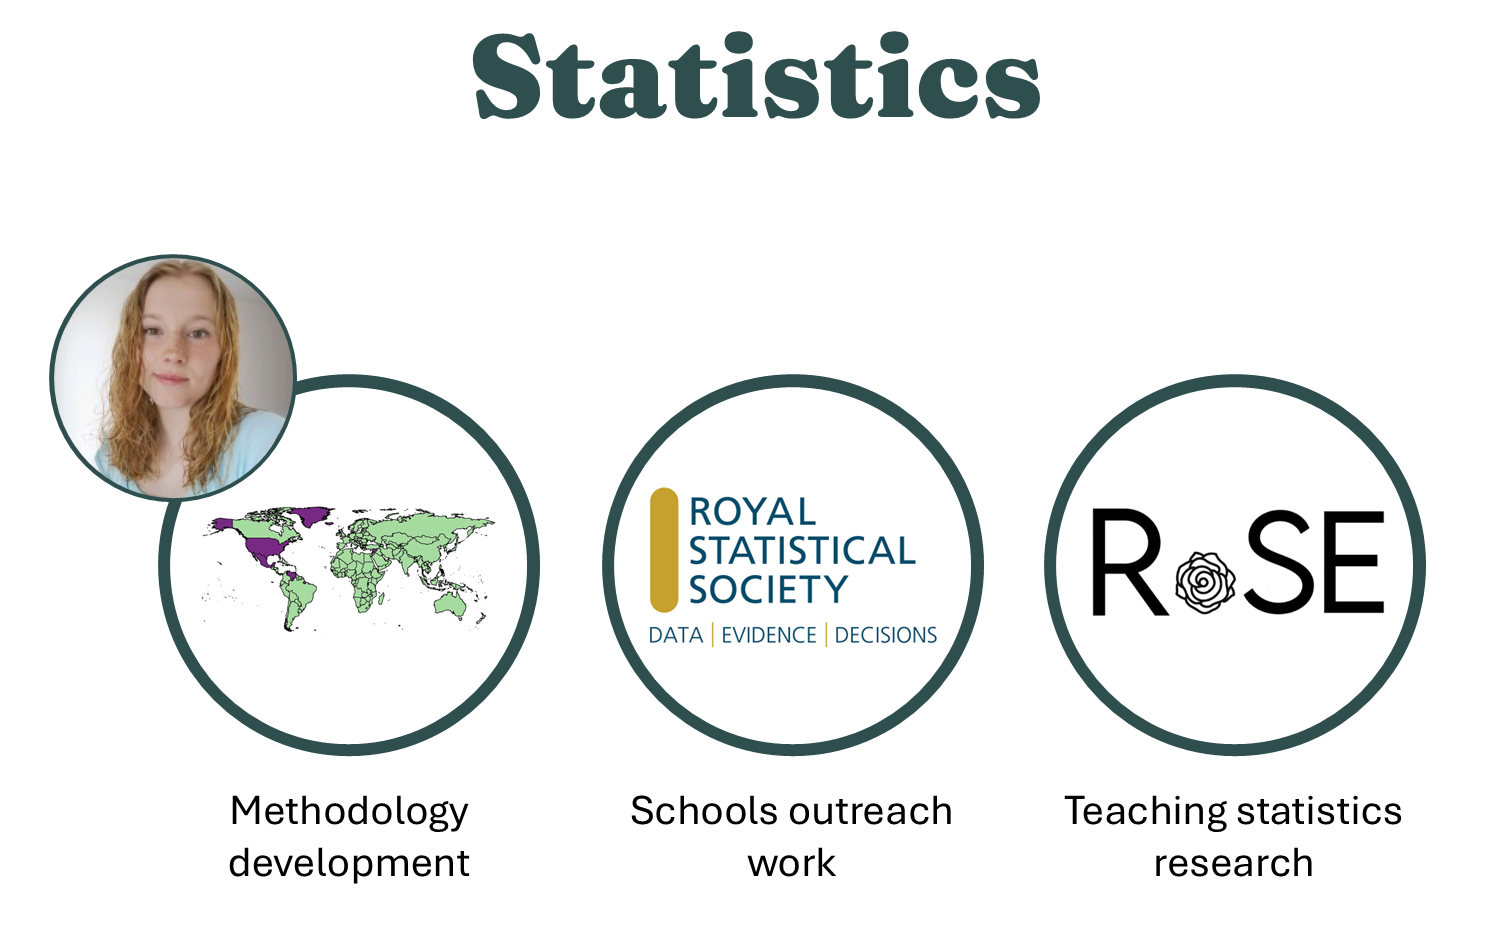 Statistics
ROYAL
STATISTICAL
SOCIETY
DATA | EVIDENCE | DECISIONS
RSE
Methodology
development
Schools outreach
work
Teaching statistics
research